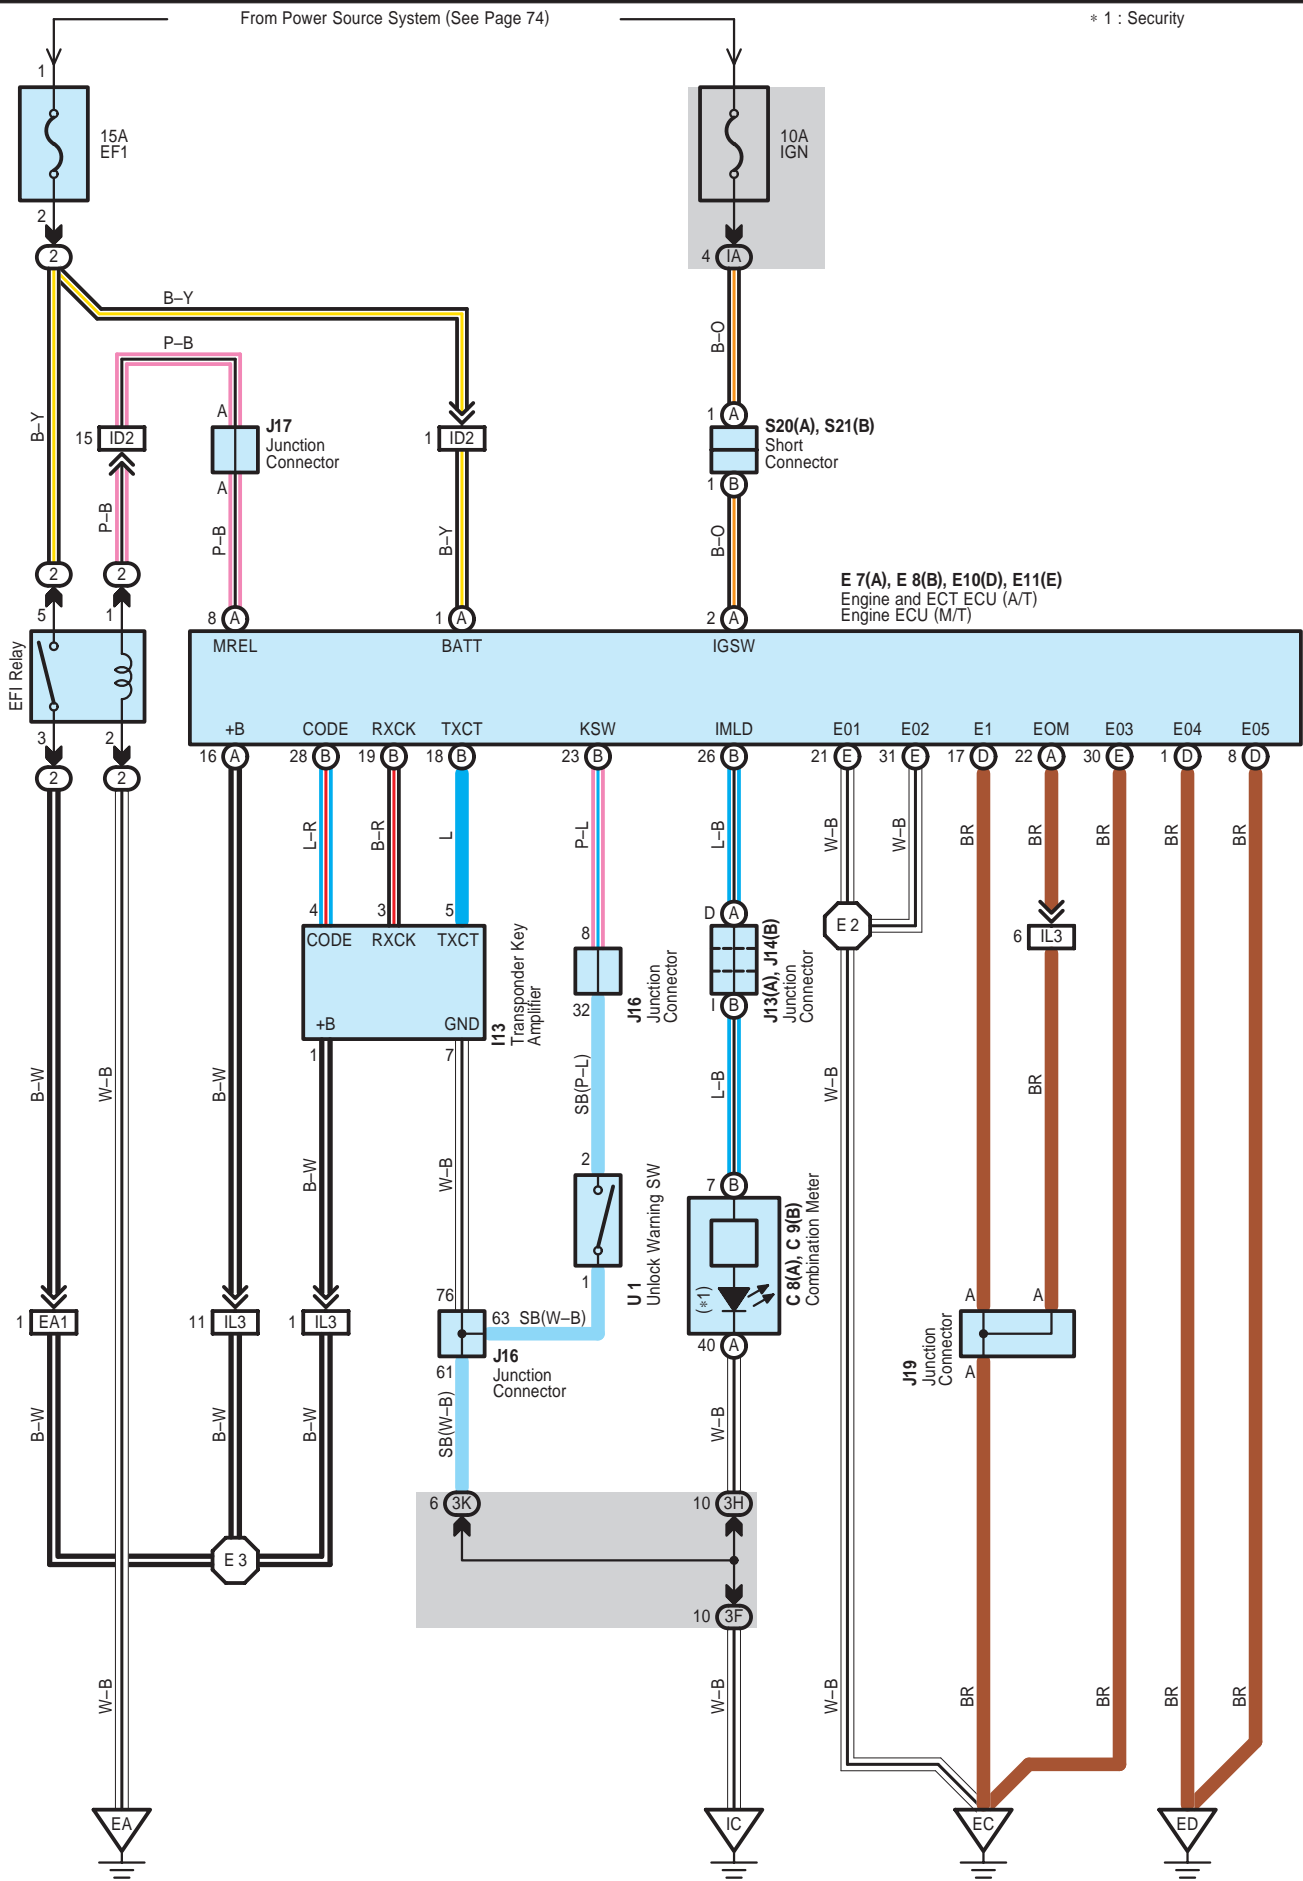 From Power Source System (See Page 74)
* 1 : Security
1
15A
EF1
2
2
10A
IGN
4 IA
B–Y
P–B
B–Y
B–O
15 ID2
A
J17
Junction
Connector
A
1 ID2
1 A
S20(A), S21(B)
Short
Connector
1 B
P–B
P–B
B–Y
B–O
2
2
5
1
8 A
1 A
2 A
E 7(A), E 8(B), E10(D), E11(E)
Engine and ECT ECU (A/T)
Engine ECU (M/T)
EFI Relay
MREL
BATT
IGSW
+B
CODE
RXCK
TXCT
KSW
IMLD
E01
E02
E1
EOM
E03
E04
E05
3
2
16 A
28 B
19 B
18 B
23 B
26 B
21 E
31 E
17 D
22 A
30 E
1 D
8 D
2
2
L–R
B–R
L
P–L
L–B
W–B
W–B
BR
BR
BR
BR
BR
4
3
5
CODE
RXCK
TXCT
+B
GND
I13
Transponder Key
Amplifier
1
7
8
J16
Junction
Connector
32
D A
J13(A), J14(B)
Junction
Connector
I B
E 2
6 IL3
B–W
W–B
B–W
SB(P–L)
L–B
W–B
BR
B–W
W–B
2
U 1
Unlock Warning SW
1
7 B
(*1)
C 8(A), C 9(B)
Combination Meter
40 A
1 EA1
11 IL3
1 IL3
76
63 SB(W–B)
J16
Junction
Connector
61
A
A
J19
Junction
Connector
A
B–W
B–W
B–W
SB(W–B)
W–B
6 3K
10 3H
E 3
10 3F
W–B
W–B
W–B
BR
BR
BR
BR
EA
IC
EC
ED